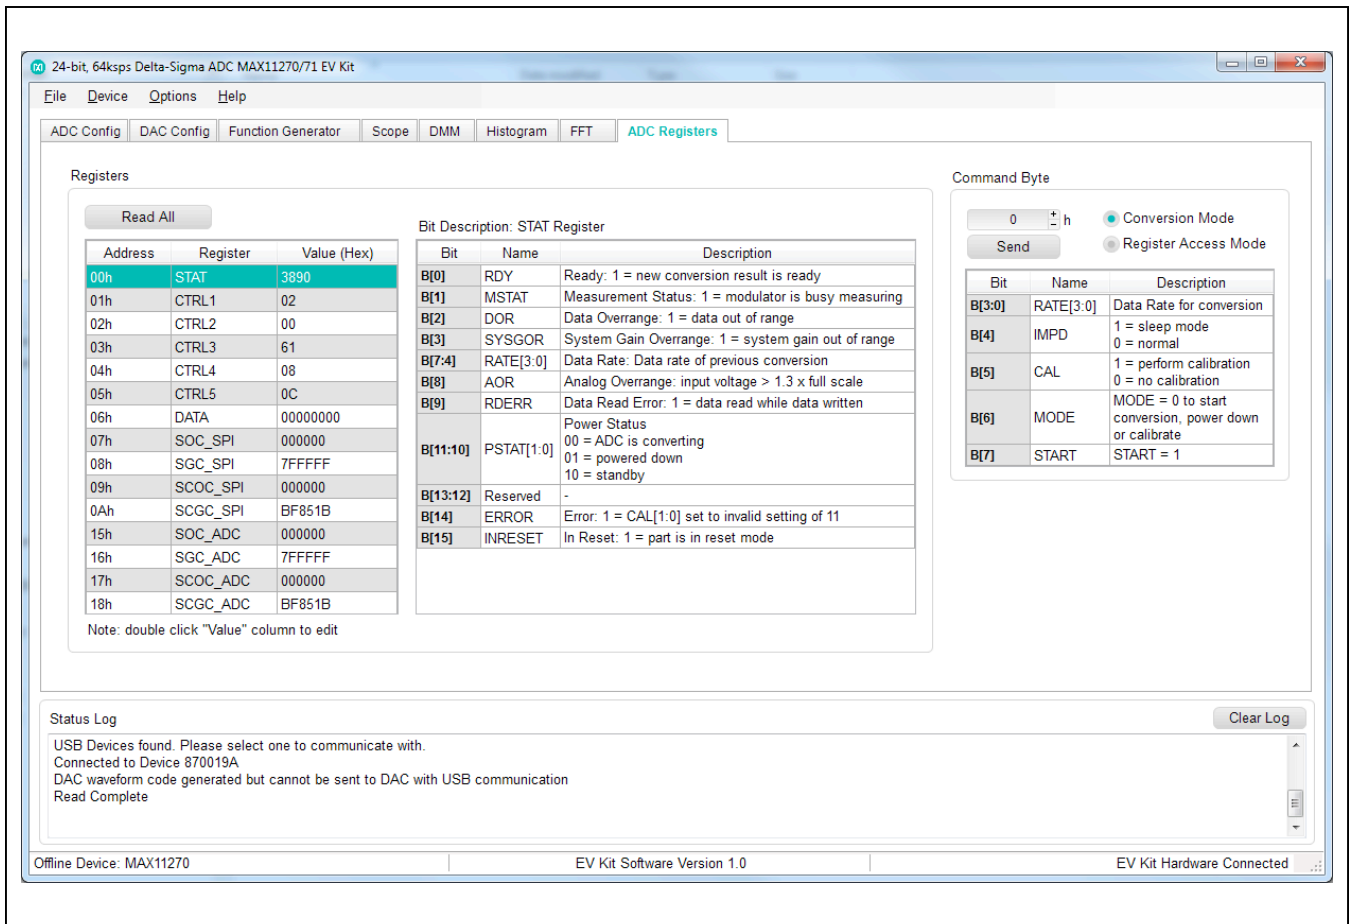 24-bit, 64ksps Delta-Sigma ADC MAX11270/71 EV Kit
File Device Options Help
ADC Config DAC Config Function Generator Scope DMM Histogram FFT ADC Registers
Registers
Read All
Address Register Value (Hex)
00h STAT 3890
01h CTRL1 02
02h CTRL2 00
03h CTRL3 61
04h CTRL4 08
05h CTRL5 0C
06h DATA 00000000
07h SOC_SPI 000000
08h SGC_SPI 7FFFFF
09h SCOC_SPI 000000
0Ah SCGC_SPI BF851B
15h SOC_ADC 000000
16h SGC_ADC 7FFFFF
17h SCOC_ADC 000000
18h SCGC_ADC BF851B
Note: double click "Value" column to edit
Bit Description: STAT Register
Bit Name Description
B[0] RDY Ready: 1 = new conversion result is ready
B[1] MSTAT Measurement Status: 1 = modulator is busy measuring
B[2] DOR Data Overrange: 1 = data out of range
B[3] SYSGOR System Gain Overrange: 1 = system gain out of range
B[7:4] RATE[3:0] Data Rate: Data rate of previous conversion
B[8] AOR Analog Overrange: input voltage > 1.3 x full scale
B[9] RDERR Data Read Error: 1 = data read while data written
B[11:10] PSTAT[1:0] Power Status
00 = ADC is converting
01 = powered down
10 = standby
B[13:12] Reserved -
B[14] ERROR Error: 1 = CAL[1:0] set to invalid setting of 11
B[15] INRESET In Reset: 1 = part is in reset mode
Command Byte
0 h Conversion Mode
Send Register Access Mode
Bit Name Description
B[3:0] RATE[3:0] Data Rate for conversion
B[4] IMPD 1 = sleep mode
0 = normal
B[5] CAL 1 = perform calibration
0 = no calibration
B[6] MODE MODE = 0 to start
conversion, power down
or calibrate
B[7] START START = 1
Status Log
Clear Log
USB Devices found. Please select one to communicate with.
Connected to Device 870019A
DAC waveform code generated but cannot be sent to DAC with USB communication
Read Complete
Offline Device: MAX11270 EV Kit Software Version 1.0 EV Kit Hardware Connected